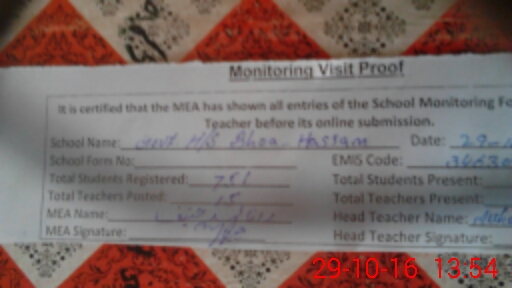 Monitoring Visit Proof
It is certified that the MEA has shown all entries of the School Monitoring Fo
Teacher before its online submission.
School Name: Govt H/S Bhoa Hassam Date: 29-1
School Form No: EMIS Code:
Total Students Registered: 751 Total Students Present:
Total Teachers Posted: 15 Total Teachers Present:
MEA Name: Head Teacher Name:
MEA Signature: Head Teacher Signature:
29-10-16 13:54